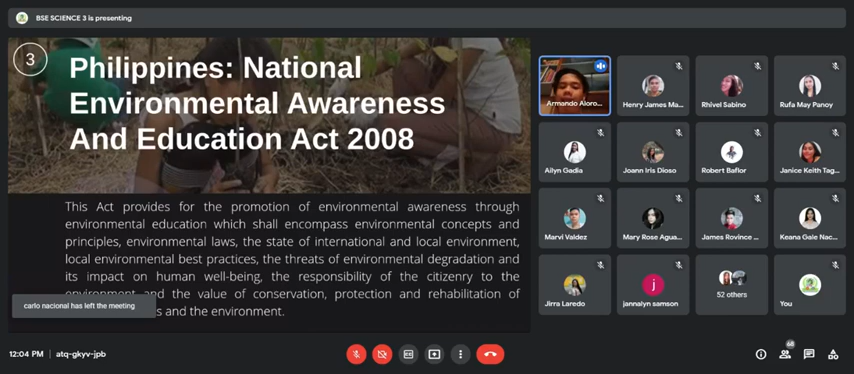 BSE SCIENCE 3 is presenting
3
Philippines: National
Environmental Awareness
And Education Act 2008
This Act provides for the promotion of environmental awareness through
environmental education which shall encompass environmental concepts and
principles, environmental laws, the state of international and local environment,
local environmental best practices, the threats of environmental degradation and
its impact on human well-being, the responsibility of the citizenry to the
environment and the value of conservation, protection and rehabilitation of
s and the environment.
carlo nacional has left the meeting
Armando Aloro...
Henry James Ma...
Rhivel Sabino
Rufa May Panoy
Ailyn Gadia
Joann Iris Dioso
Robert Baflor
Janice Keith Tag...
Marvi Valdez
Mary Rose Agua...
James Rovince ...
Keana Gale Nac...
Jirra Laredo
j
jannalyn samson
52 others
You
12:04 PM | atq-gkyv-jpb
68